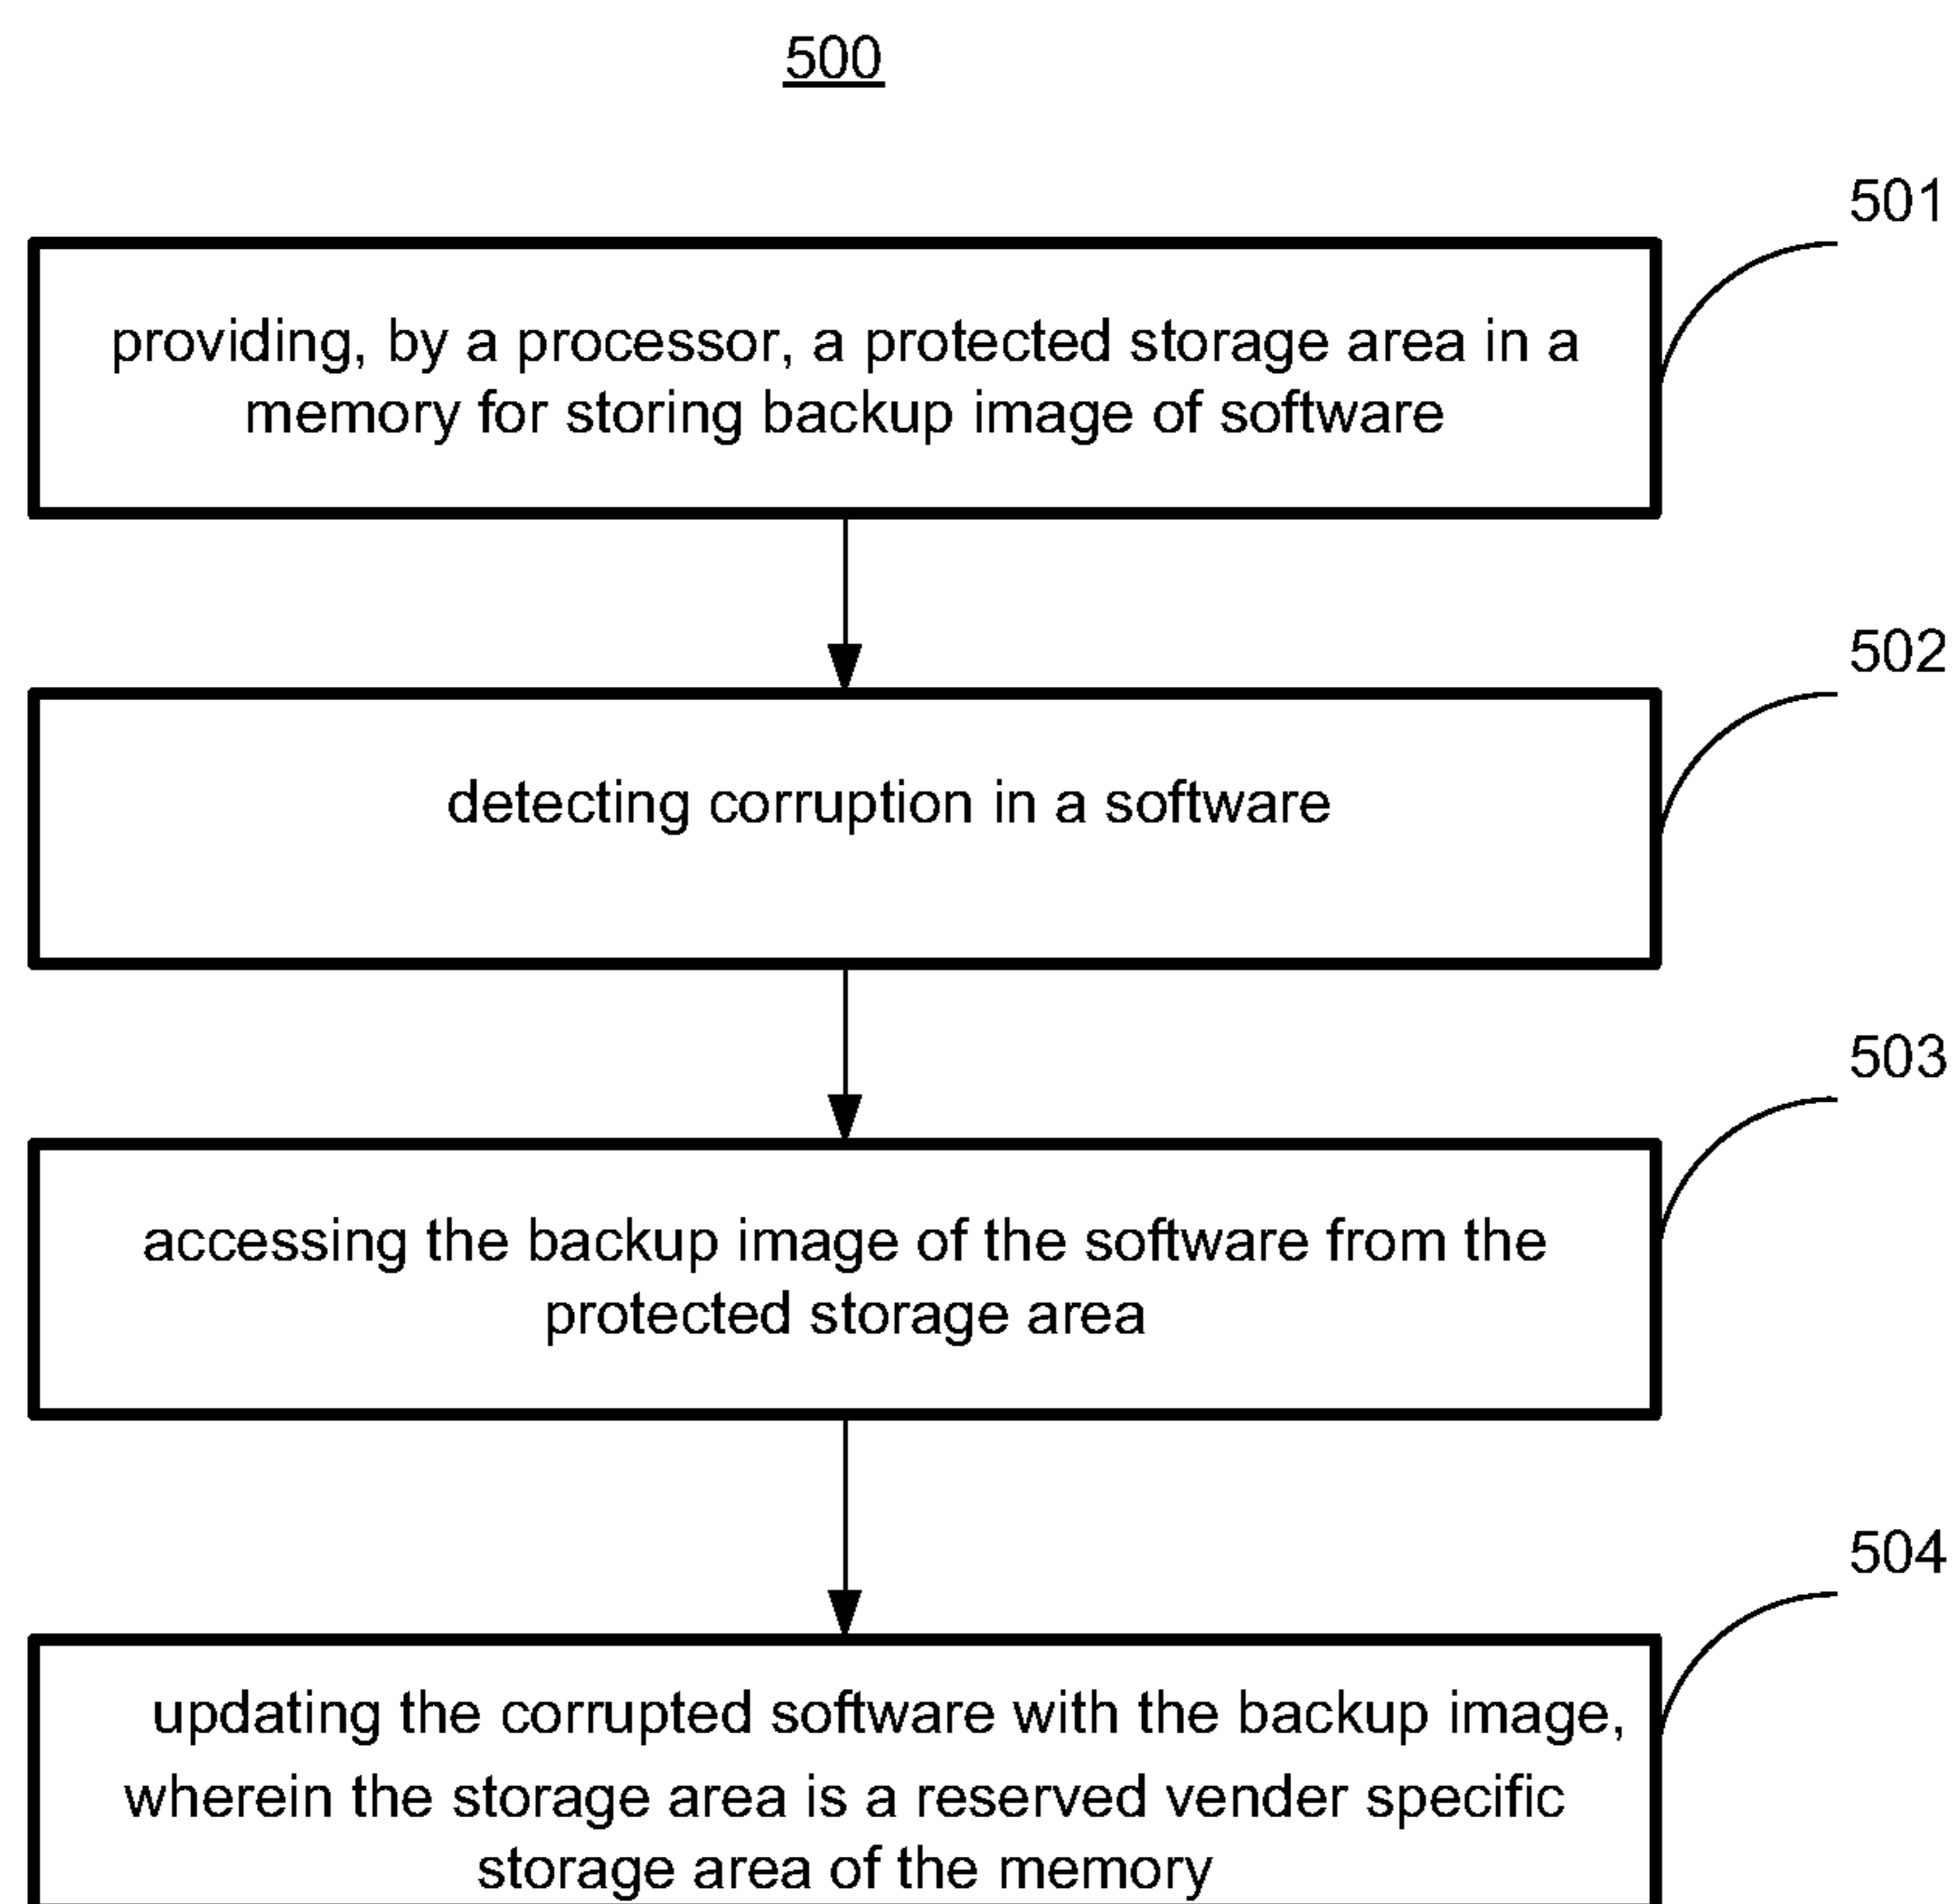 500
501
providing, by a processor, a protected storage area in a
memory for storing backup image of software
502
detecting corruption in a software
503
accessing the backup image of the software from the
protected storage area
504
updating the corrupted software with the backup image,
wherein the storage area is a reserved vender specific
storage area of the memory